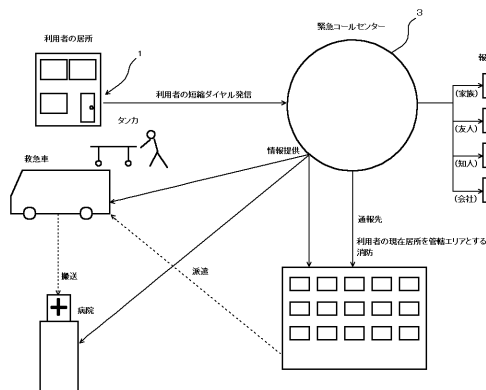 緊急コールセンター
3
利用者の居所
1
報
利用者の短縮ダイヤル発信
(家族)
(友人)
(知人)
(会社)
タンカ
救急車
情報提供
通報先
利用者の現在居所を管轄エリアとする
消防
搬送
派遣
病院